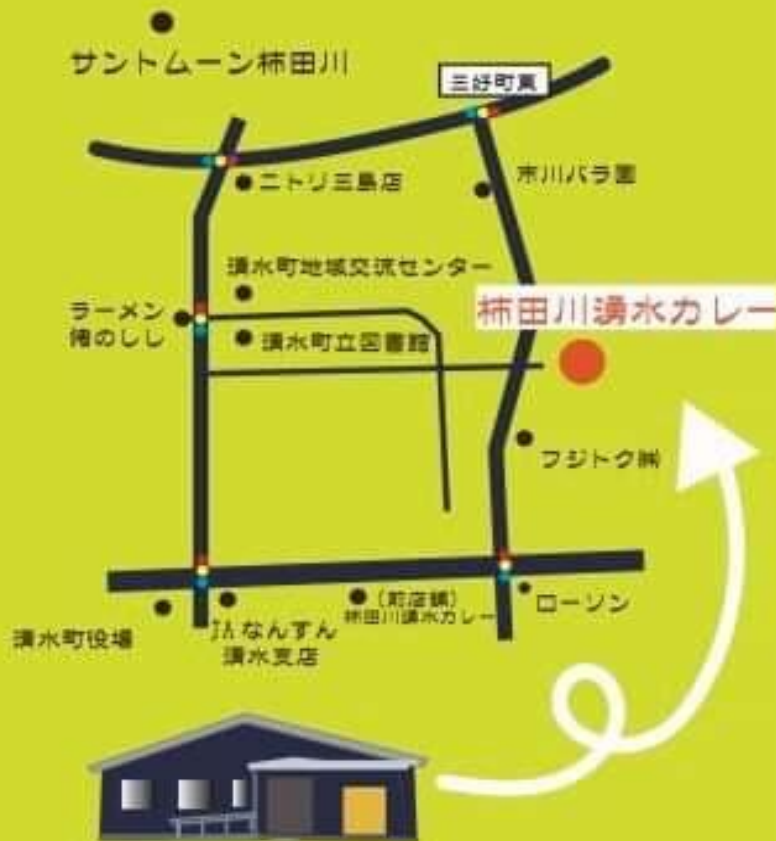 サントムーン柿田川
三好町東
ニトリ三島店
市川バラ園
清水町地域交流センター
ラーメン
猪のしし
清水町立図書館
柿田川湧水カレー
フジトク㈱
(前店舗)
柿田川湧水カレー
ローソン
清水町役場
JAなんすん
清水支店